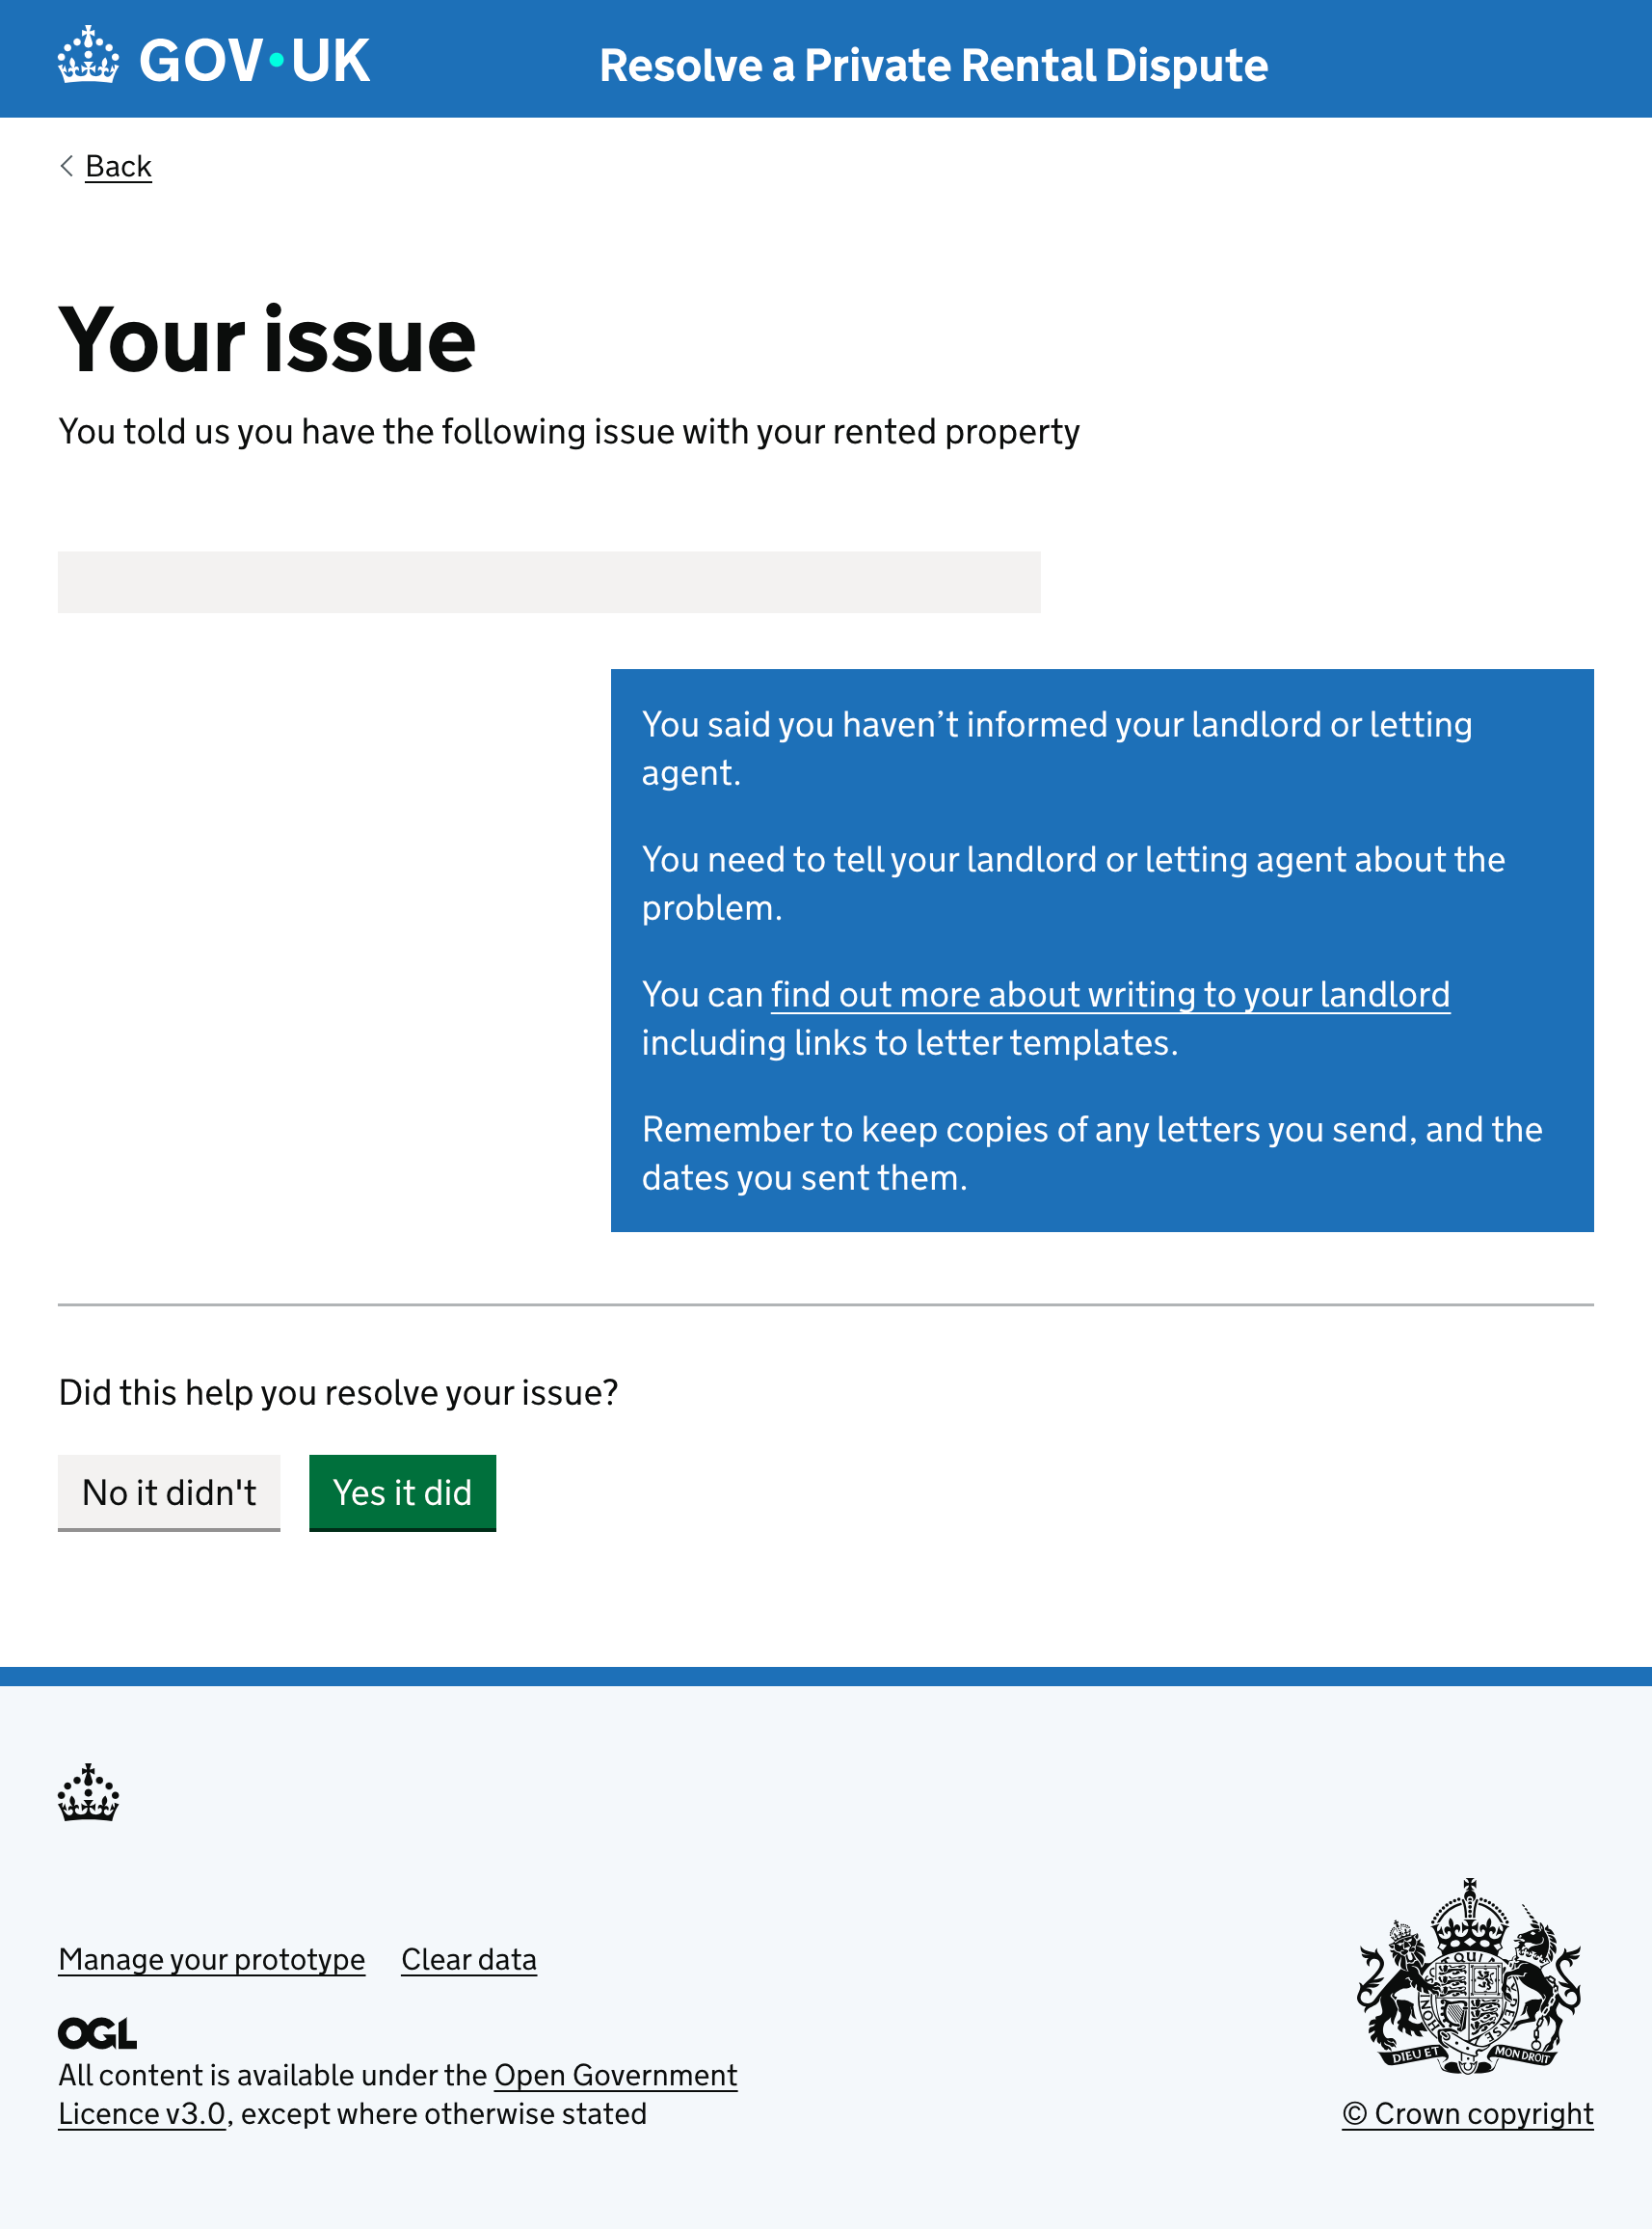 GOV·UK
Resolve a Private Rental Dispute
Back
Your issue
You told us you have the following issue with your rented property
You said you haven’t informed your landlord or letting
agent.
You need to tell your landlord or letting agent about the
problem.
You can find out more about writing to your landlord
including links to letter templates.
Remember to keep copies of any letters you send, and the
dates you sent them.
Did this help you resolve your issue?
No it didn't
Yes it did
Manage your prototype
Clear data
OGL
All content is available under the Open Government
Licence v3.0, except where otherwise stated
DIEU ET
MON DROIT
© Crown copyright